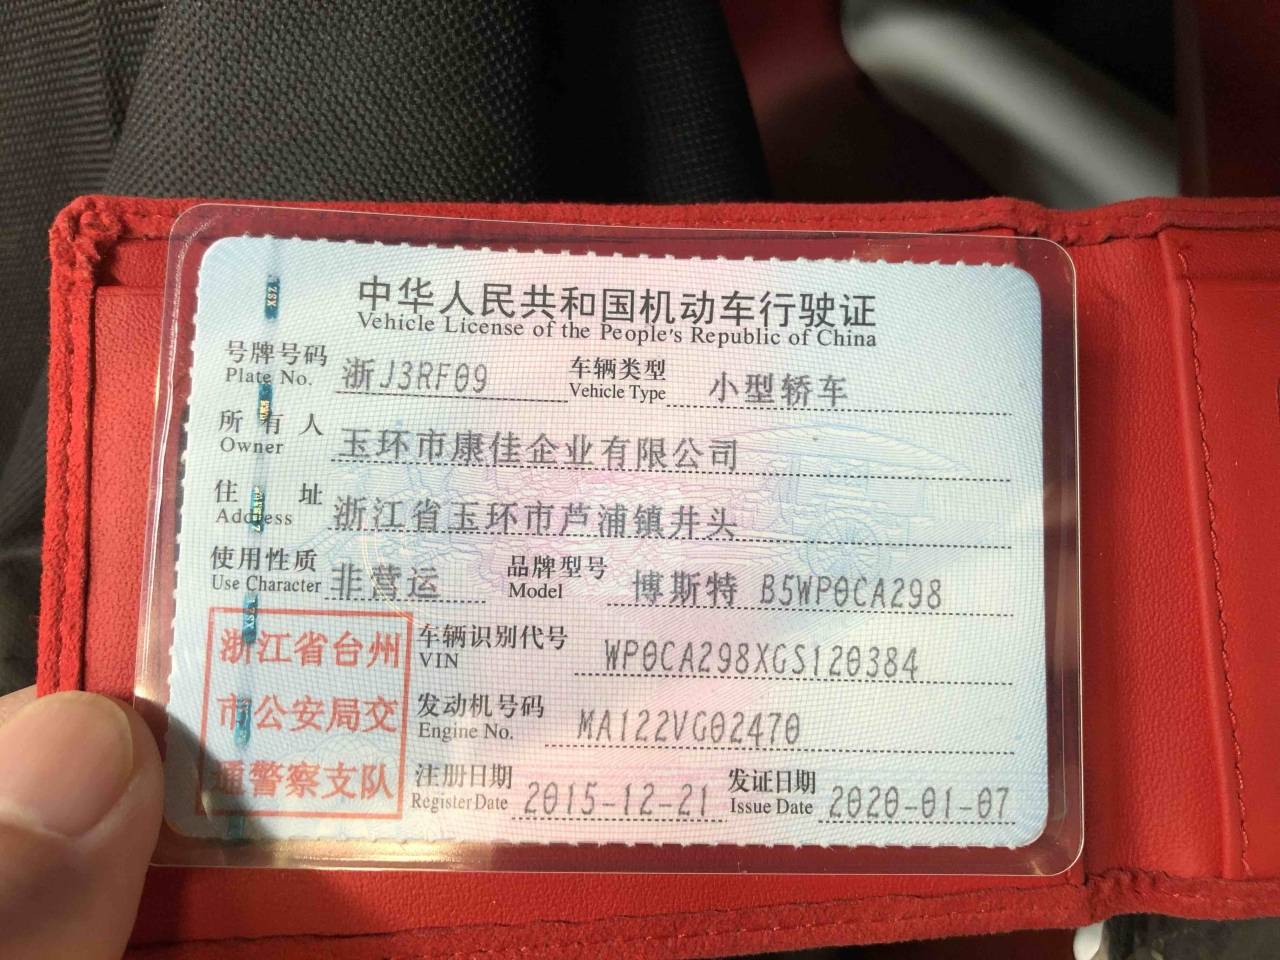 中华人民共和国机动车行驶证
Vehicle License of the People's Republic of China
号牌号码 浙J3RF09 车辆类型 小型轿车
Plate No. Vehicle Type
所有人 玉环市康佳企业有限公司
Owner
住址 浙江省玉环市芦浦镇井头
Address
使用性质 非营运 品牌型号 博斯特 B5WP0CA298
Use Character Model
浙江省台州
市公安局交
通警察支队
车辆识别代号 WP0CA298XGS120384
VIN
发动机号码 MA122VG02470
Engine No.
注册日期 2015-12-21 发证日期 2020-01-07
Register Date Issue Date